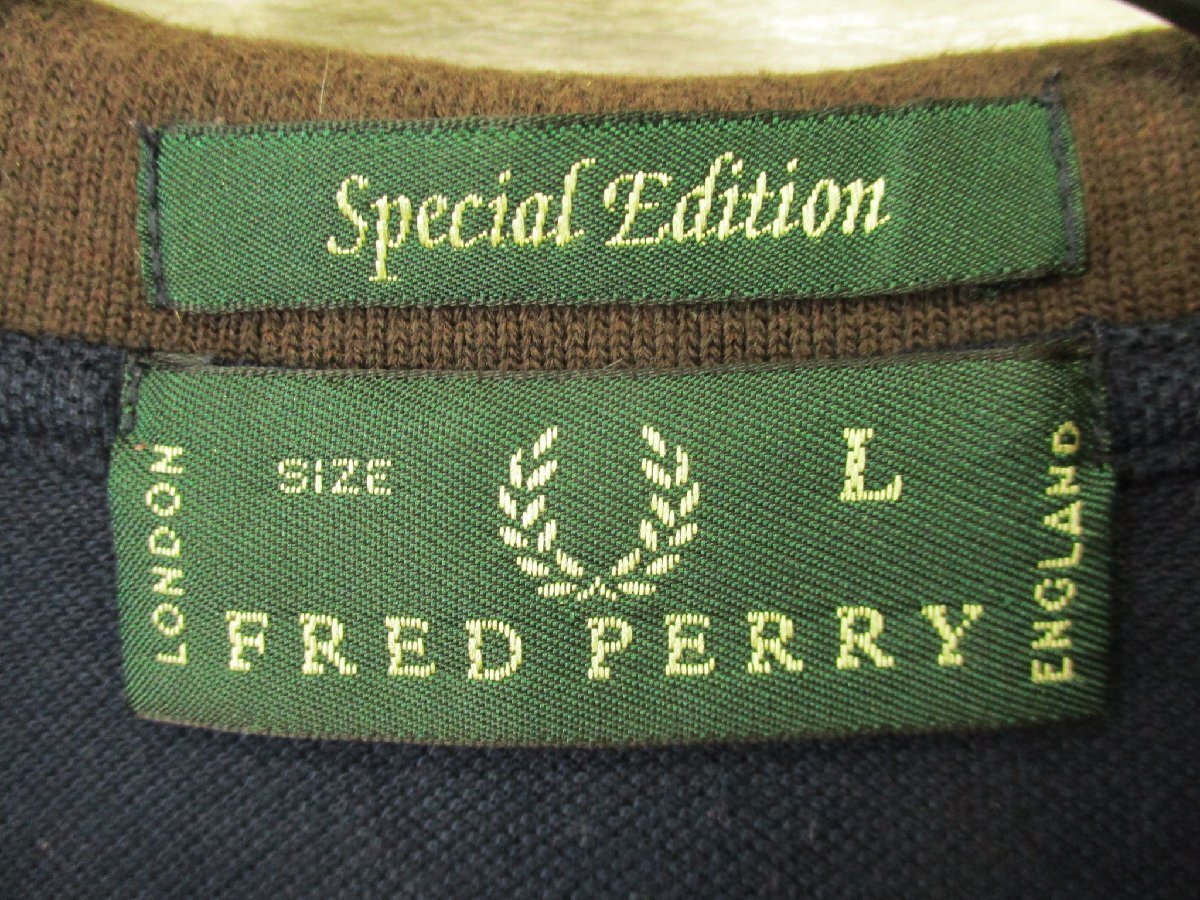 Special Edition
LONDON
SIZE L
FRED PERRY
ENGLAND